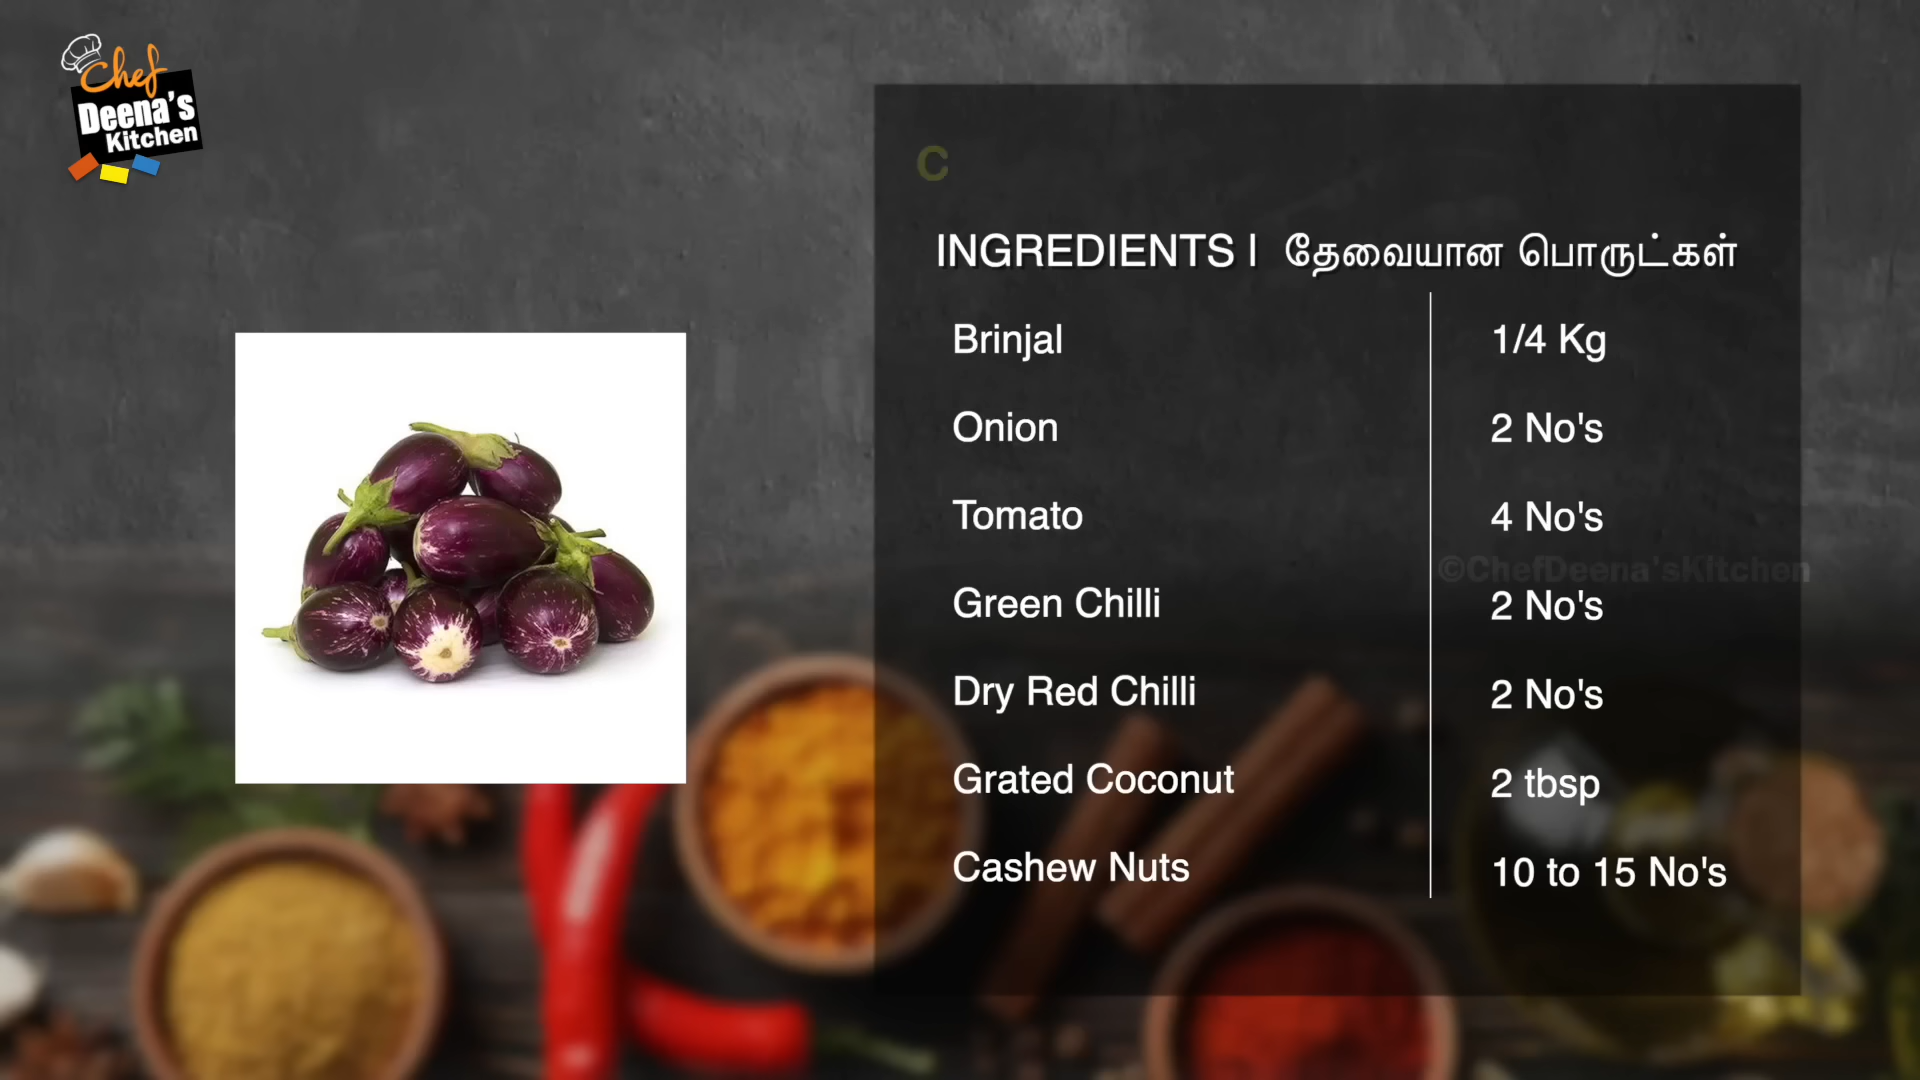 Chef
Deena's
Kitchen
C
INGREDIENTS | தேவையான பொருட்கள்
Brinjal 1/4 Kg
Onion 2 No's
Tomato 4 No's
©ChefDeena'sKitchen
Green Chilli 2 No's
Dry Red Chilli 2 No's
Grated Coconut 2 tbsp
Cashew Nuts 10 to 15 No's